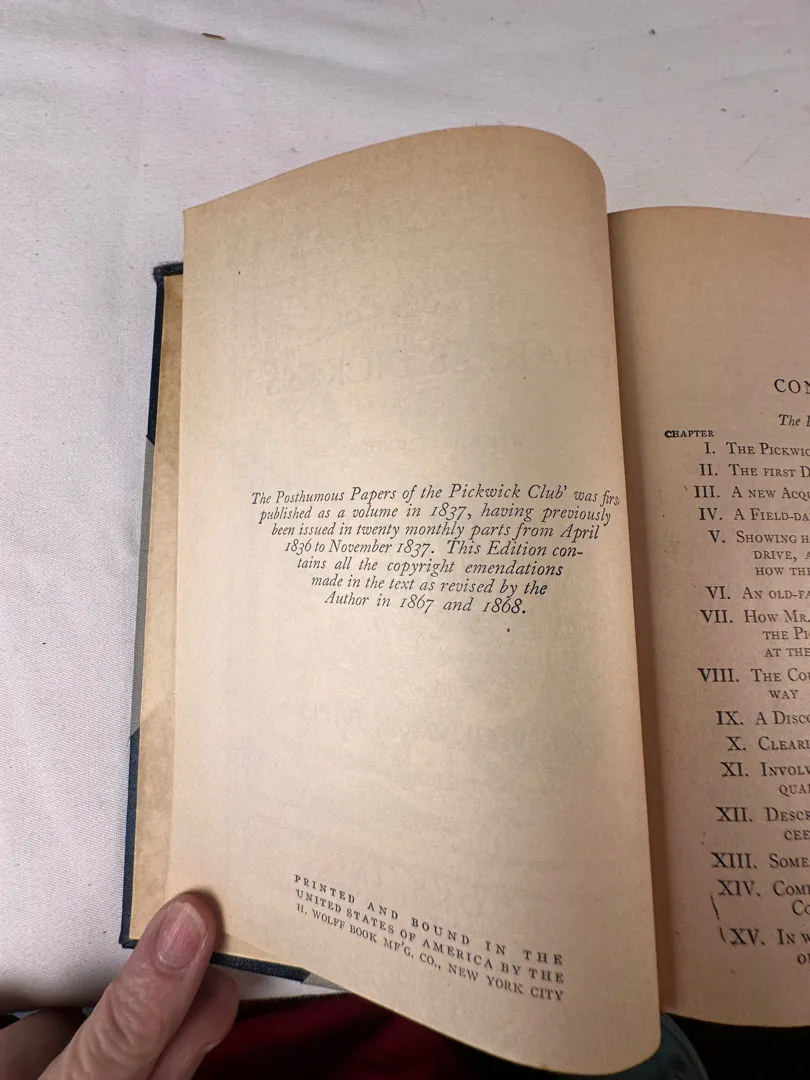 The Posthumous Papers of the Pickwick Club' was
published as a volume in 1837, having previously
been issued in twenty monthly parts from April
1836 to November 1837. This Edition con-
tains all the copyright emendations
made in the text as revised by the
Author in 1867 and 1868.
PRINTED AND BOUND IN THE
UNITED STATES OF AMERICA BY THE
H. WOLFF BOOK MF'G. CO., NEW YORK CITY
CON
The
CHAPTER
I. THE PICKWIC
II. THE FIRST D
III. A NEW ACQU
IV. A FIELD-DA
V. SHOWING H
DRIVE, A
HOW THE
VI. AN OLD-FA
VII. HOW MR.
THE PIC
AT THE
VIII. THE COU
WAY
IX. A DISCO
X. CLEARI
XI. INVOLV
QUA
XII. DESCR
CEE
XIII. SOME
XIV. COM
CO
XV. IN W
O